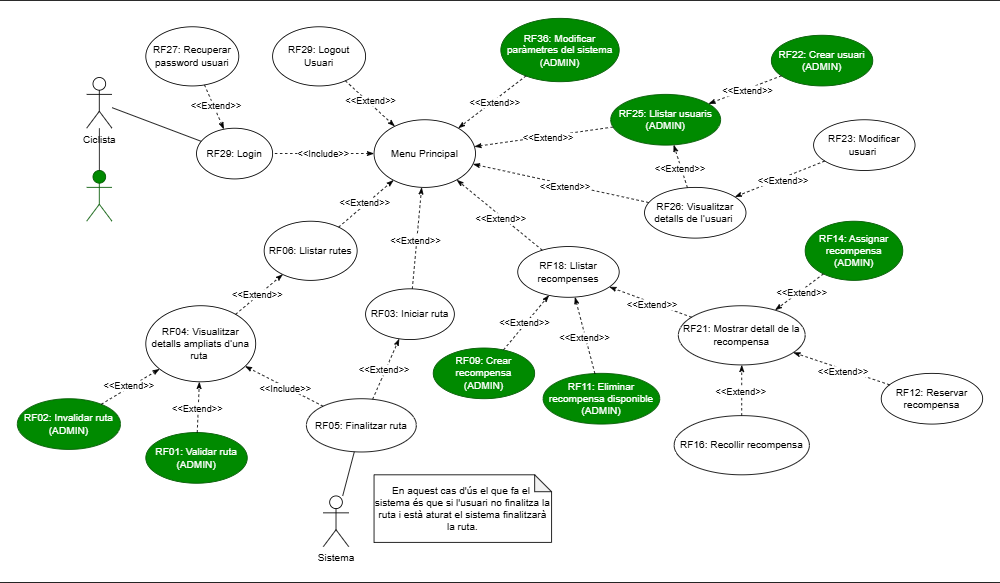 RF27: Recuperar
password usuari
RF29: Logout
Usuari
RF36: Modificar
paràmetres del sistema
(ADMIN)
RF22: Crear usuari
(ADMIN)
<<Extend>>
<<Extend>>
<<Extend>>
<<Extend>>
RF25: Llistar usuaris
(ADMIN)
<<Extend>>
Ciclista
RF29: Login
<<Include>>
Menu Principal
RF23: Modificar
usuari
<<Extend>>
<<Extend>>
<<Extend>>
RF26: Visualitzar
detalls de l'usuari
<<Extend>>
<<Extend>>
<<Extend>>
RF06: Llistar rutes
RF14: Assignar
recompensa
(ADMIN)
RF18: Llistar
recompenses
<<Extend>>
<<Extend>>
<<Extend>>
RF03: Iniciar ruta
<<Extend>>
RF04: Visualitzar
detalls ampliats d'una
ruta
RF21: Mostrar detall de la
recompensa
<<Extend>>
RF09: Crear
recompensa
(ADMIN)
<<Extend>>
<<Extend>>
<<Extend>>
<<Include>>
<<Extend>>
RF11: Eliminar
recompensa disponible
(ADMIN)
<<Extend>>
RF12: Reservar
recompensa
RF02: Invalidar ruta
(ADMIN)
<<Extend>>
RF05: Finalitzar ruta
RF01: Validar ruta
(ADMIN)
RF16: Recollir recompensa
En aquest cas d'ús el que fa el
sistema és que si l'usuari no finalitza la
ruta i està aturat el sistema finalitzarà
la ruta.
Sistema